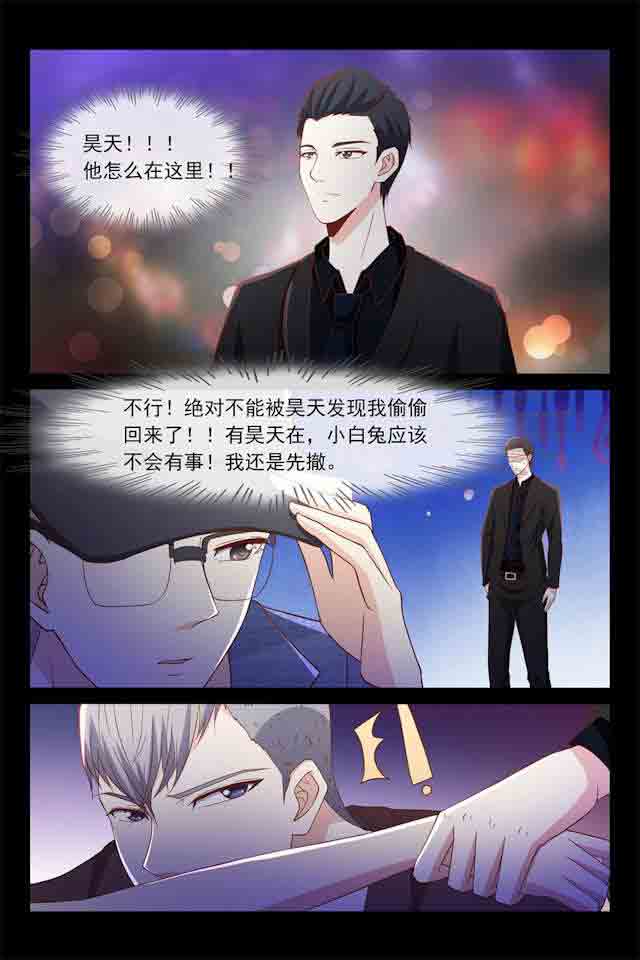 昊天！！！
他怎么在这里！！
不行！绝对不能被昊天发现我偷偷
回来了！！有昊天在，小白兔应该
不会有事！我还是先撤。
！